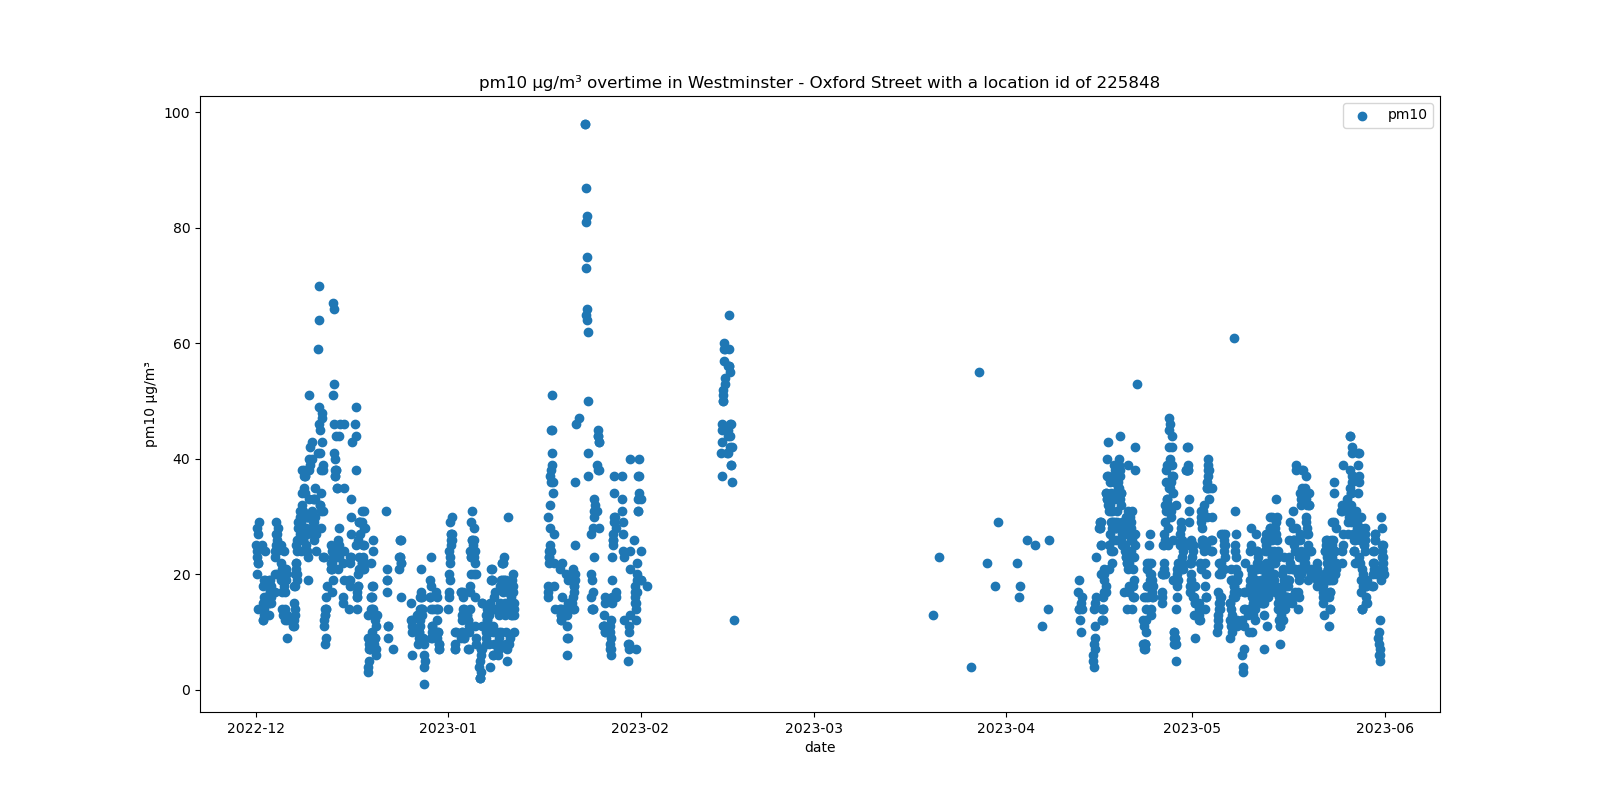 pm10 µg/m³ overtime in Westminster - Oxford Street with a location id of 225848
pm10
100
80
60
40
20
0
pm10 µg/m³
2022-12 2023-01 2023-02 2023-03 2023-04 2023-05 2023-06
date